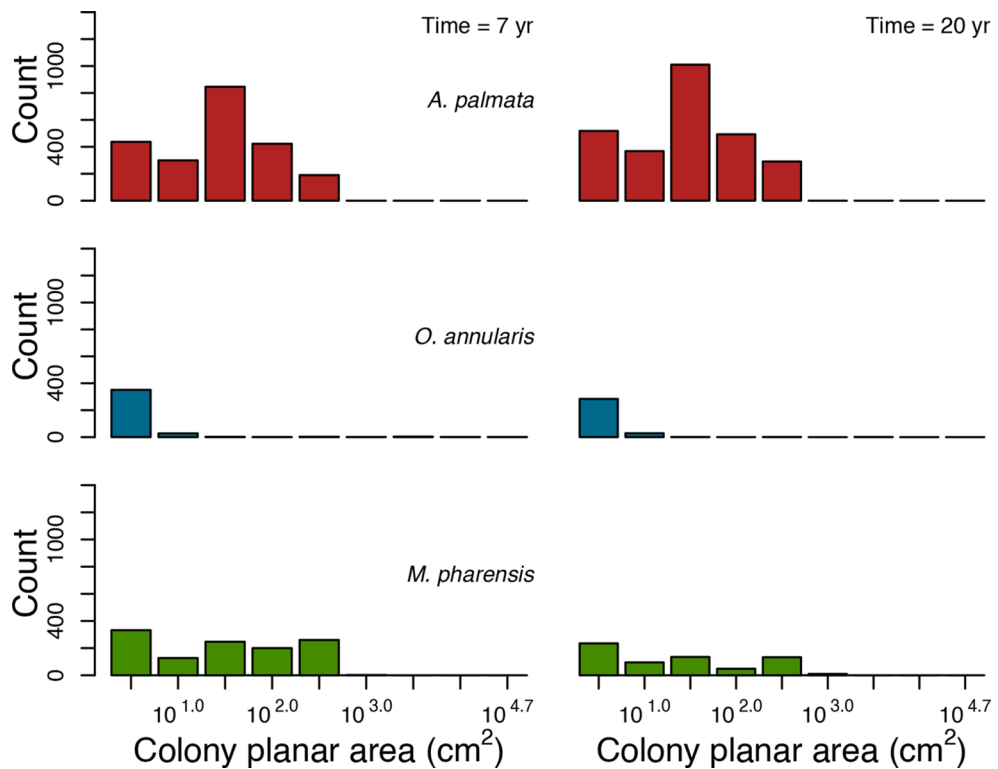 Time = 7 yr
Time = 20 yr
Count
0 400 1000
A. palmata
Count
0 400 1000
O. annularis
Count
0 400 1000
M. pharensis
10^1.0 10^2.0 10^3.0 10^4.7
10^1.0 10^2.0 10^3.0 10^4.7
Colony planar area (cm²)
Colony planar area (cm²)